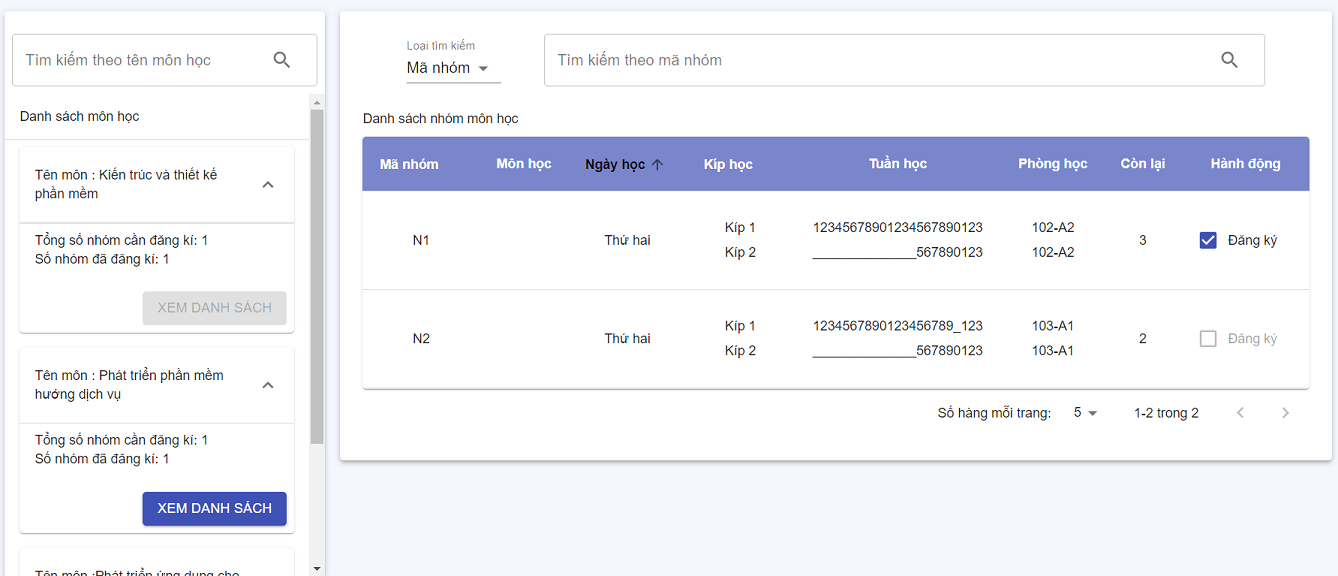 Tìm kiếm theo tên môn học
Danh sách môn học
Tên môn : Kiến trúc và thiết kế
phần mềm
Tổng số nhóm cần đăng kí: 1
Số nhóm đã đăng kí: 1
XEM DANH SÁCH
Tên môn : Phát triển phần mềm
hướng dịch vụ
Tổng số nhóm cần đăng kí: 1
Số nhóm đã đăng kí: 1
XEM DANH SÁCH
Tên môn :Phát triển ứng dụng cho
Loại tìm kiếm
Mã nhóm
Tìm kiếm theo mã nhóm
Danh sách nhóm môn học
Mã nhóm Môn học Ngày học Kíp học Tuần học Phòng học Còn lại Hành động
N1 Thứ hai Kíp 1 12345678901234567890123 102-A2 3 Đăng ký
Kíp 2 ______________567890123 102-A2
N2 Thứ hai Kíp 1 1234567890123456789_123 103-A1 2 Đăng ký
Kíp 2 ______________567890123 103-A1
Số hàng mỗi trang: 5 1-2 trong 2